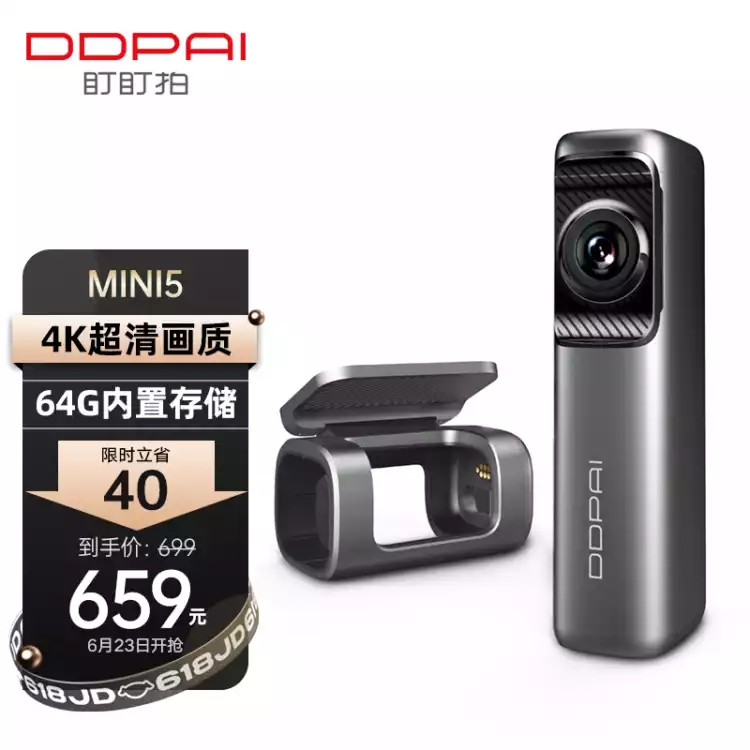 DDPAI
盯盯拍
MINI5
4K超清画质
64G内置存储
限时立省
40
到手价:699
659元
6月23日开抢
618JD
618JD
DDPAI